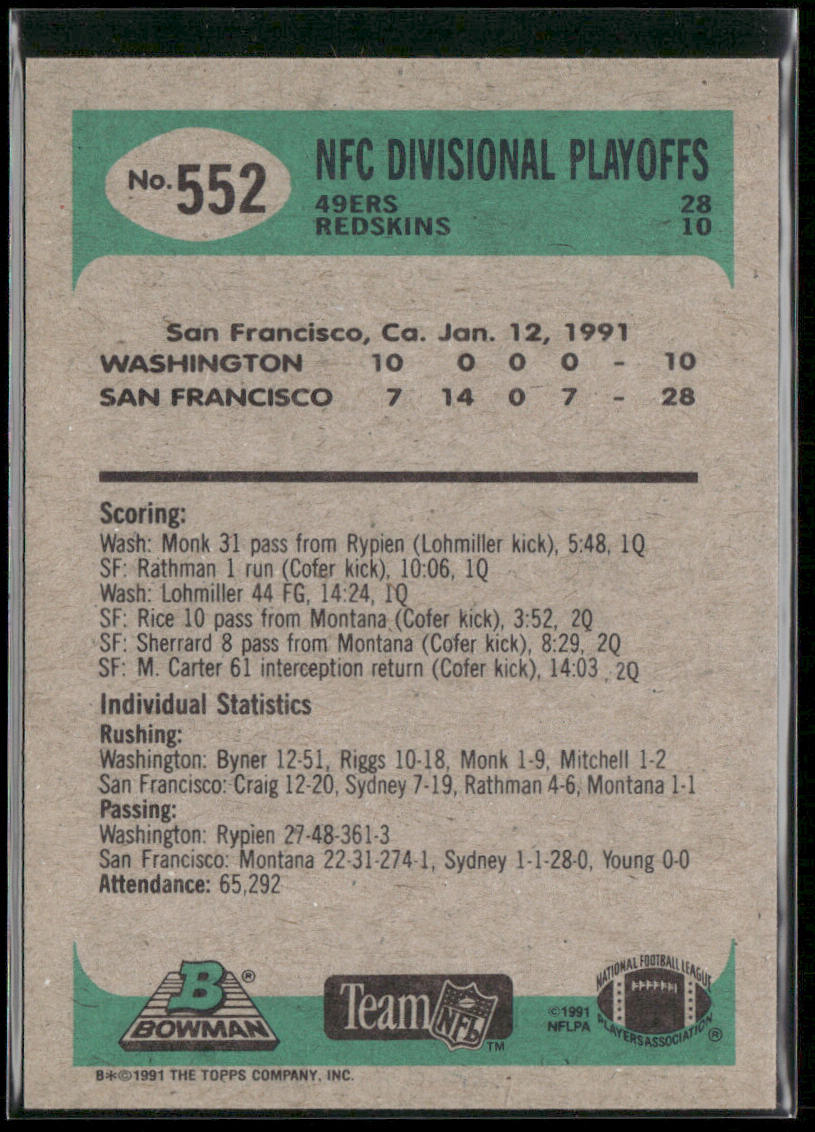 No. 552
NFC DIVISIONAL PLAYOFFS
49ERS 28
REDSKINS 10
San Francisco, Ca. Jan. 12, 1991
WASHINGTON 10 0 0 0 - 10
SAN FRANCISCO 7 14 0 7 - 28
Scoring:
Wash: Monk 31 pass from Rypien (Lohmiller kick), 5:48, 1Q
SF: Rathman 1 run (Cofer kick), 10:06, 1Q
Wash: Lohmiller 44 FG, 14:24, 1Q
SF: Rice 10 pass from Montana (Cofer kick), 3:52, 2Q
SF: Sherrard 8 pass from Montana (Cofer kick), 8:29, 2Q
SF: M. Carter 61 interception return (Cofer kick), 14:03, 2Q
Individual Statistics
Rushing:
Washington: Byner 12-51, Riggs 10-18, Monk 1-9, Mitchell 1-2
San Francisco: Craig 12-20, Sydney 7-19, Rathman 4-6, Montana 1-1
Passing:
Washington: Rypien 27-48-361-3
San Francisco: Montana 22-31-274-1, Sydney 1-1-28-0, Young 0-0
Attendance: 65,292
B ®
BOWMAN
Team NFL ™
©1991
NFLPA
NATIONAL FOOTBALL LEAGUE
PLAYERS ASSOCIATION ®
B*©1991 THE TOPPS COMPANY, INC.